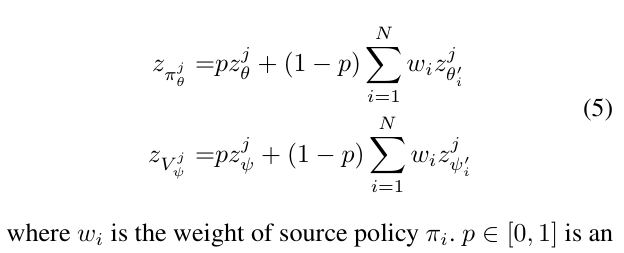 z_{π_θ^j} = p z_θ^j + (1 − p) ∑_{i=1}^{N} w_i z_{θ'_i}^j
(5)
z_{V_ψ^j} = p z_ψ^j + (1 − p) ∑_{i=1}^{N} w_i z_{ψ'_i}^j
where w_i is the weight of source policy π_i. p ∈ [0, 1] is an